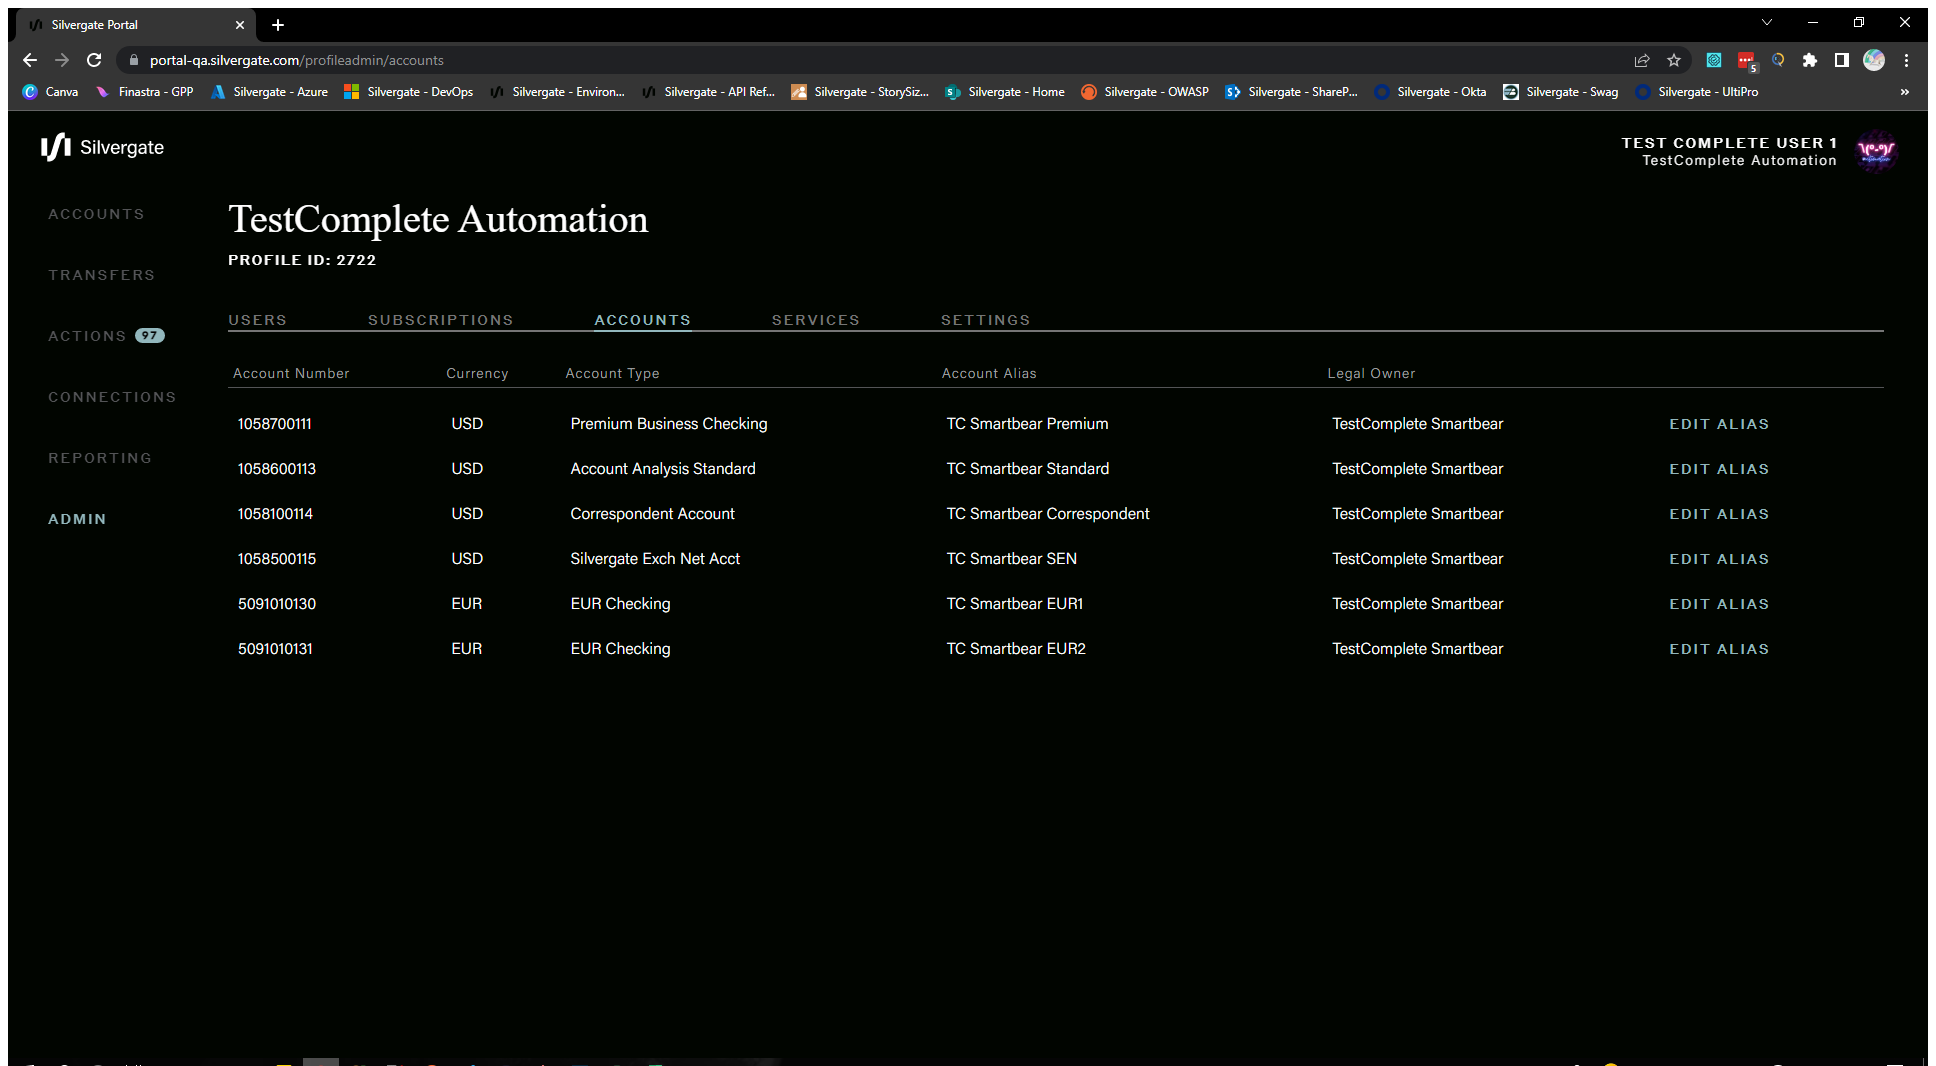 Silvergate Portal
portal-qa.silvergate.com/profileadmin/accounts
5
Canva Finastra - GPP Silvergate - Azure Silvergate - DevOps Silvergate - Environ... Silvergate - API Ref... Silvergate - StorySiz... Silvergate - Home Silvergate - OWASP Silvergate - ShareP... Silvergate - Okta Silvergate - Swag Silvergate - UltiPro »
Silvergate
TEST COMPLETE USER 1
TestComplete Automation
ACCOUNTS
TRANSFERS
ACTIONS 97
CONNECTIONS
REPORTING
ADMIN
TestComplete Automation
PROFILE ID: 2722
USERS SUBSCRIPTIONS ACCOUNTS SERVICES SETTINGS
Account Number Currency Account Type Account Alias Legal Owner
1058700111 USD Premium Business Checking TC Smartbear Premium TestComplete Smartbear EDIT ALIAS
1058600113 USD Account Analysis Standard TC Smartbear Standard TestComplete Smartbear EDIT ALIAS
1058100114 USD Correspondent Account TC Smartbear Correspondent TestComplete Smartbear EDIT ALIAS
1058500115 USD Silvergate Exch Net Acct TC Smartbear SEN TestComplete Smartbear EDIT ALIAS
5091010130 EUR EUR Checking TC Smartbear EUR1 TestComplete Smartbear EDIT ALIAS
5091010131 EUR EUR Checking TC Smartbear EUR2 TestComplete Smartbear EDIT ALIAS